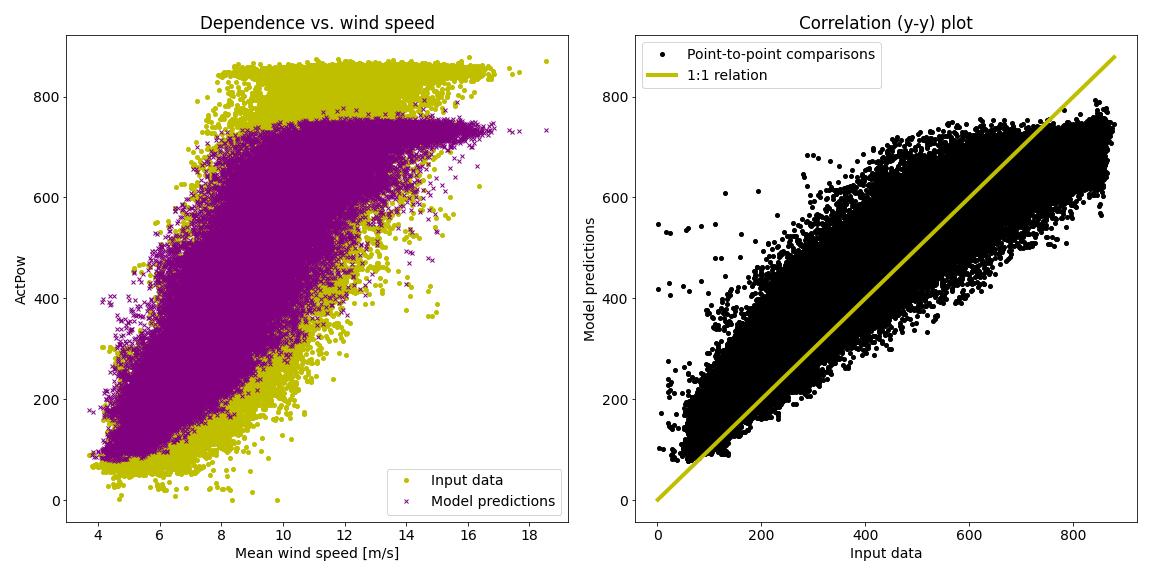 Dependence vs. wind speed
800
600
400
200
0
ActPow
4 6 8 10 12 14 16 18
Mean wind speed [m/s]
Input data
Model predictions
Correlation (y-y) plot
Point-to-point comparisons
1:1 relation
800
600
400
200
0
Model predictions
0 200 400 600 800
Input data